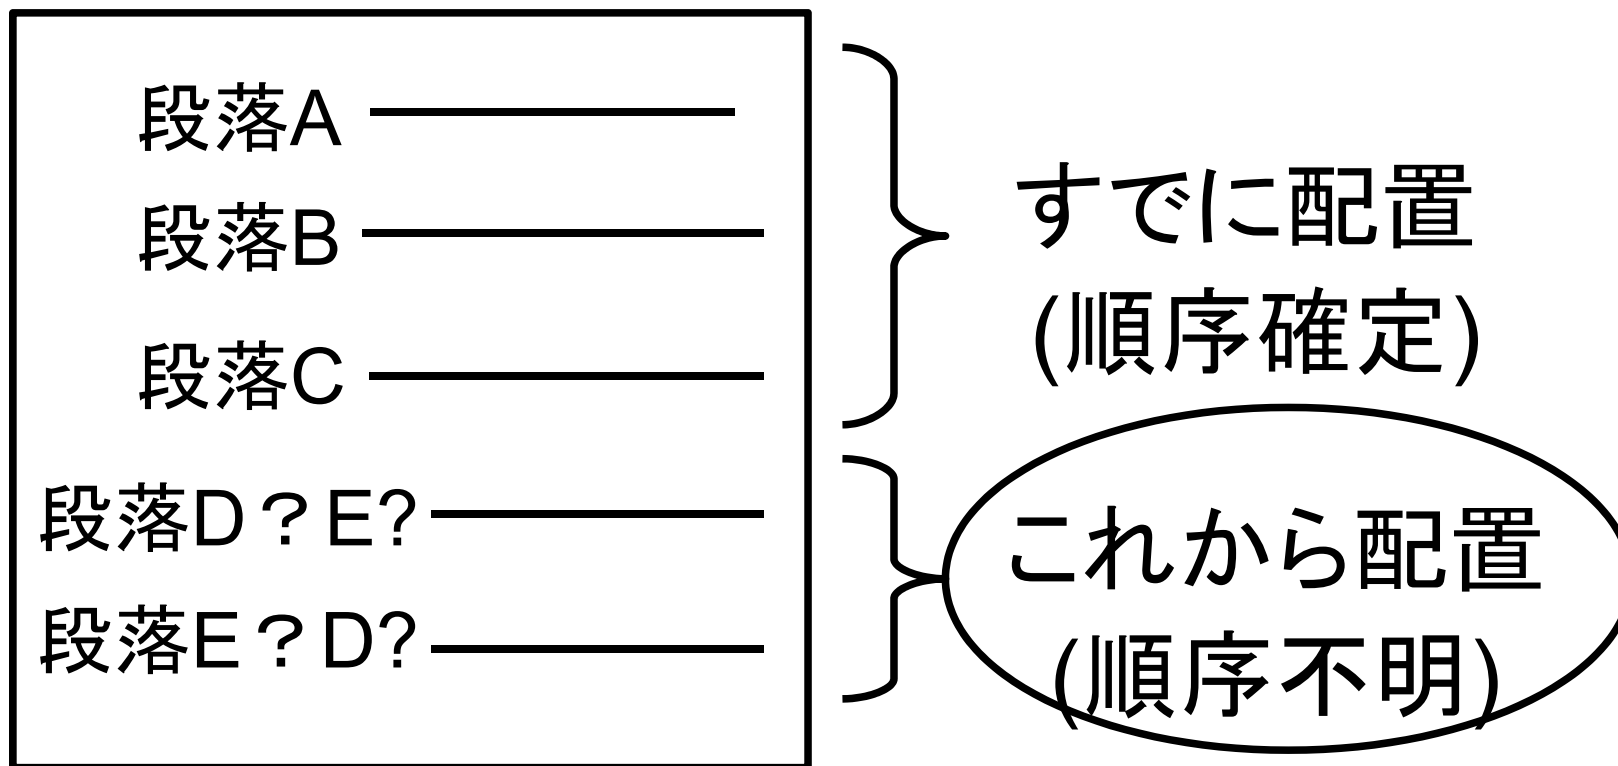 段落A
段落B
段落C
段落D？E?
段落E？D?
すでに配置
(順序確定)
これから配置
(順序不明)